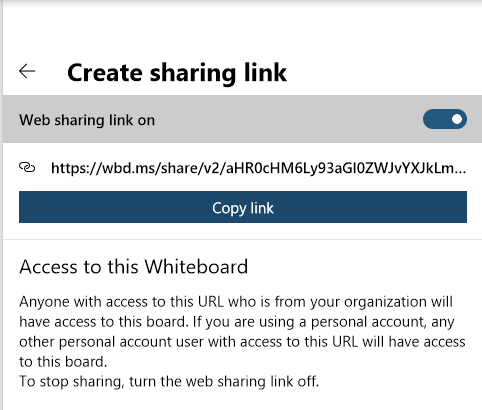 Create sharing link
Web sharing link on
https://wbd.ms/share/v2/aHR0cHM6Ly93aGl0ZWJvYXJkLm...
Copy link
Access to this Whiteboard
Anyone with access to this URL who is from your organization will
have access to this board. If you are using a personal account, any
other personal account user with access to this URL will have access
to this board.
To stop sharing, turn the web sharing link off.